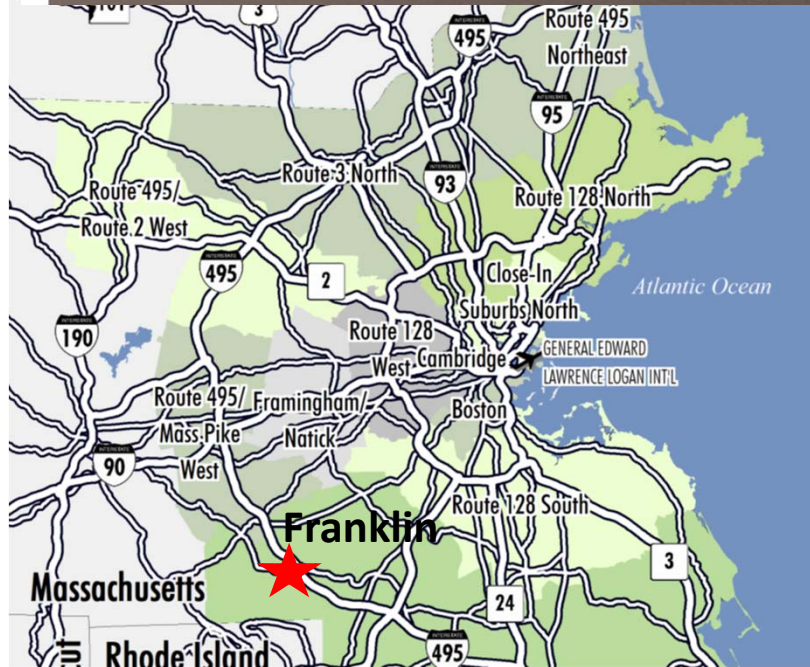 3
495
Route 495
Northeast
95
Route 3 North
93
Route 495/
Route 2 West
Route 128 North
495
2
Close-In
Suburbs North
Atlantic Ocean
190
Route 128
West
Cambridge
GENERAL EDWARD
LAWRENCE LOGAN INT'L
Route 495/
Mass Pike
West
Framingham/
Natick
Boston
90
Route 128 South
Franklin
3
Massachusetts
24
Rhode Island
495